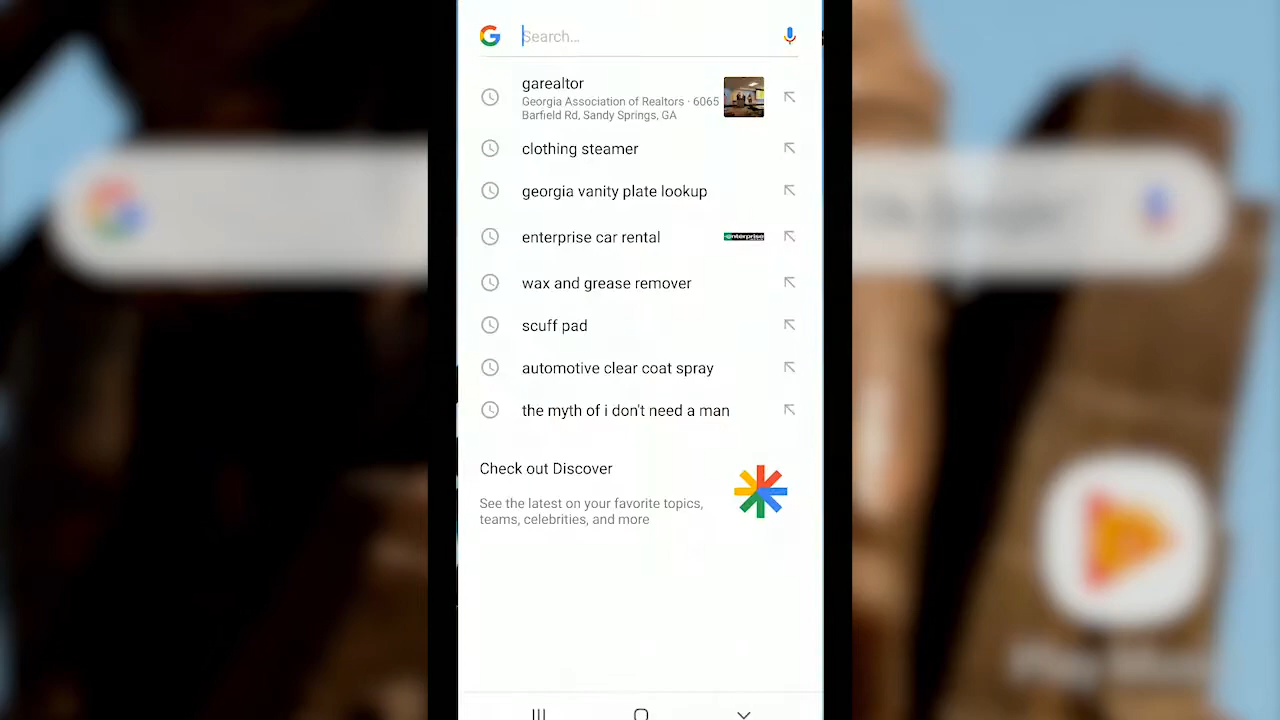 Search…
garealtor
Georgia Association of Realtors · 6065
Barfield Rd, Sandy Springs, GA
clothing steamer
georgia vanity plate lookup
enterprise car rental
enterprise
wax and grease remover
scuff pad
automotive clear coat spray
the myth of i don't need a man
Check out Discover
See the latest on your favorite topics,
teams, celebrities, and more